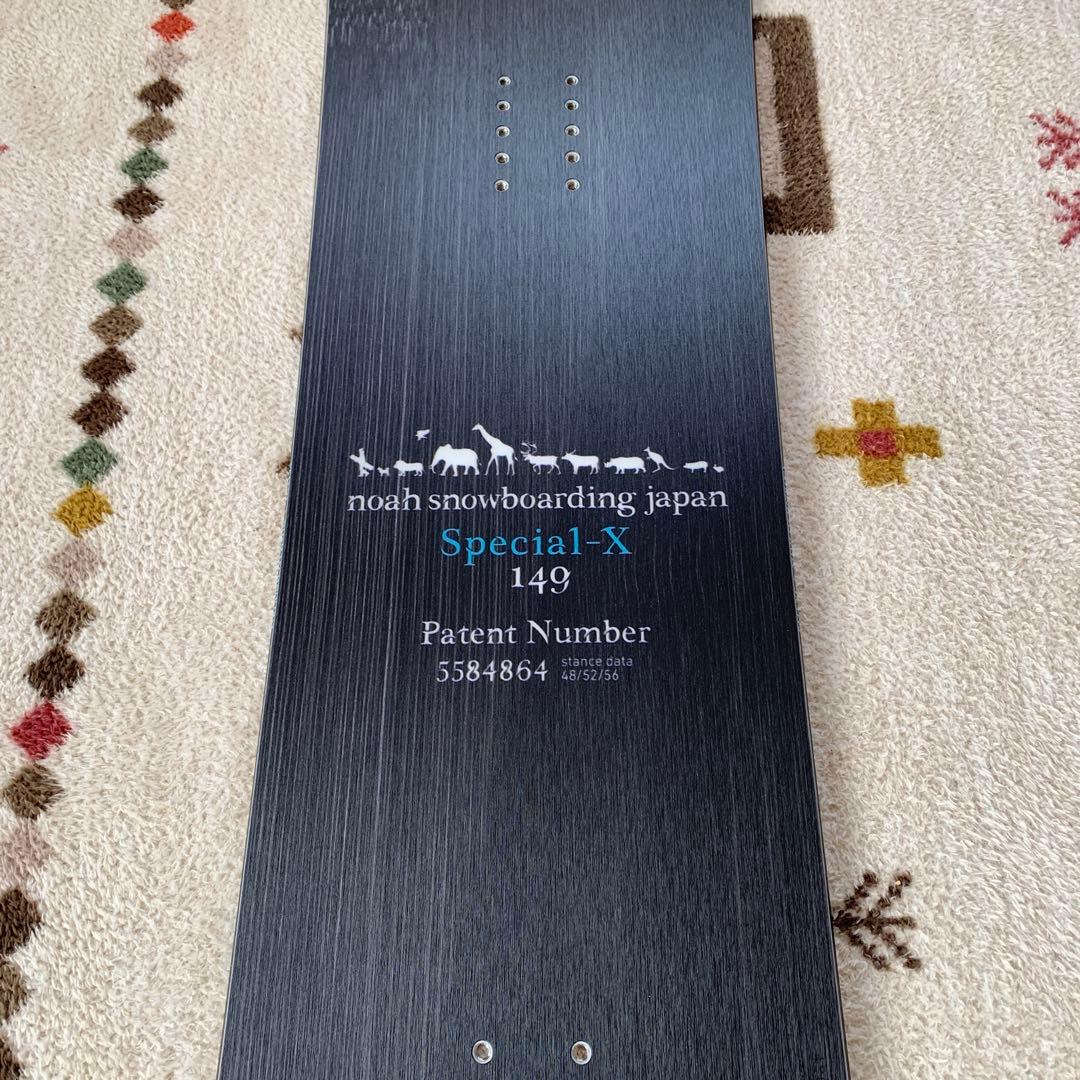 noah snowboarding japan
Special-X
149
Patent Number
5584864
stance data
48/52/56